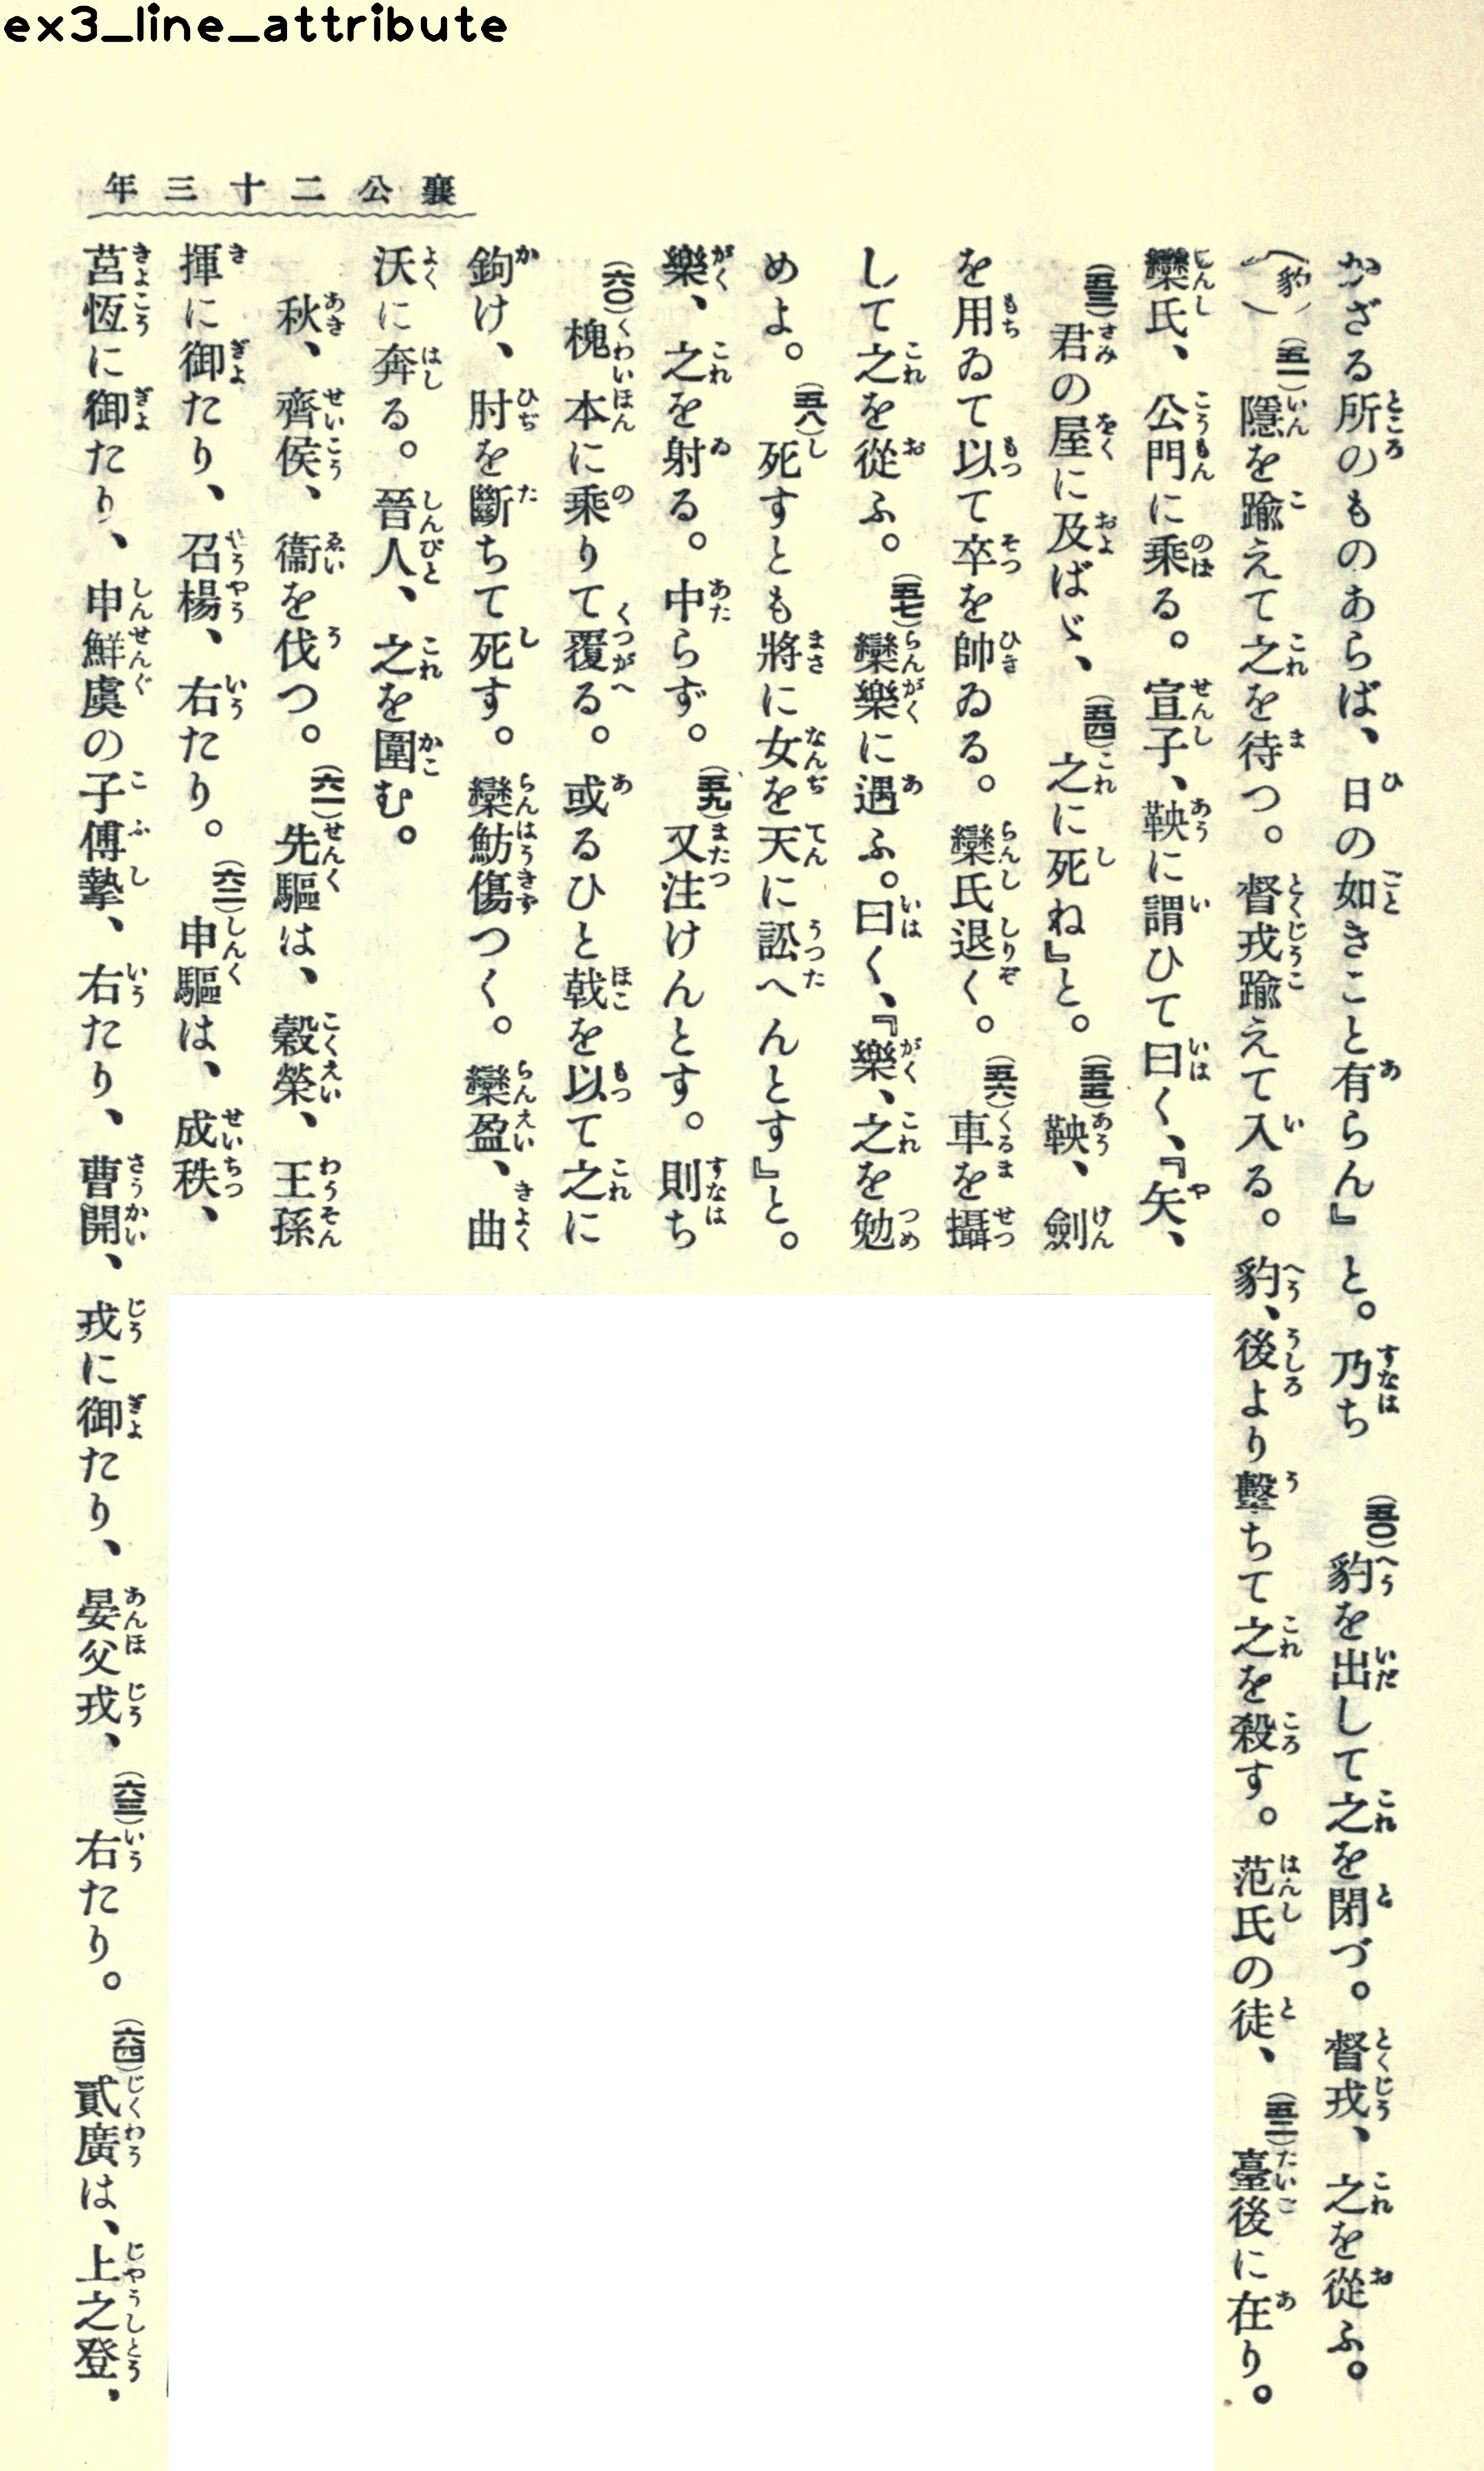 ex3_line_attribute
襄公二十三年
かざる所のものあらば、日の如きこと有らん』と。乃ち(五〇)豹を出して之を閉づ。督戎、之を從ふ。
(豹)(五一)隱を踰えて之を待つ。督戎踰えて入る。豹、後より擊ちて之を殺す。范氏の徒、(五二)臺後に在り。
欒氏、公門に乘る。宣子、鞅に謂ひて曰く、『矢、
(五三)君の屋に及ばゞ、(五四)之に死ね』と。(五五)鞅、劍
を用ゐて以て卒を帥ゐる。欒氏退く。(五六)車を攝
して之を從ふ。(五七)欒樂に遇ふ。曰く、『樂、之を勉
めよ。(五八)死すとも將に女を天に訟へんとす』と。
樂、之を射る。中らず。(五九)又注けんとす。則ち
(六〇)槐本に乘りて覆る。或るひと戟を以て之に
鉤け、肘を斷ちて死す。欒魴傷つく。欒盈、曲
沃に奔る。晉人、之を圍む。
秋、齊侯、衞を伐つ。(六一)先驅は、穀榮、王孫
揮に御たり、召楊、右たり。(六二)申驅は、成秩、
莒恆に御たり、申鮮虞の子傅摯、右たり、曹開、戎に御たり、晏父戎、(六三)右たり。(六四)貳廣は、上之登、